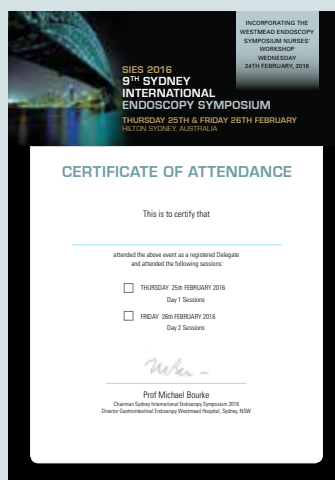 INCORPORATING THE
WESTMEAD ENDOSCOPY
SYMPOSIUM NURSES'
WORKSHOP
WEDNESDAY
24TH FEBRUARY, 2016
SIES 2016
9TH SYDNEY
INTERNATIONAL
ENDOSCOPY SYMPOSIUM
THURSDAY 25TH & FRIDAY 26TH FEBRUARY
HILTON SYDNEY, AUSTRALIA
CERTIFICATE OF ATTENDANCE
This is to certify that
attended the above event as a registered Delegate
and attended the following sessions:
THURSDAY 25th FEBRUARY 2016
Day 1 Sessions
FRIDAY 26th FEBRUARY 2016
Day 2 Sessions
Prof Michael Bourke
Chairman Sydney International Endoscopy Symposium 2016
Director Gastrointestinal Endoscopy Westmead Hospital, Sydney, NSW